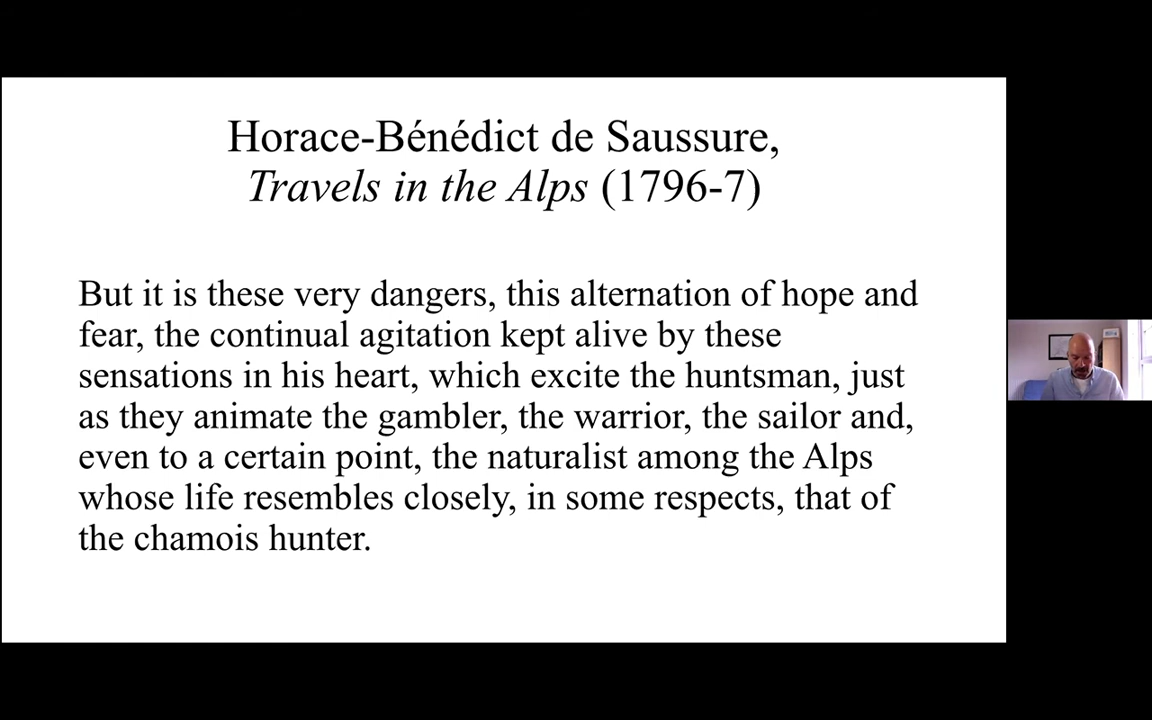 Horace-Bénédict de Saussure,
Travels in the Alps (1796-7)
But it is these very dangers, this alternation of hope and
fear, the continual agitation kept alive by these
sensations in his heart, which excite the huntsman, just
as they animate the gambler, the warrior, the sailor and,
even to a certain point, the naturalist among the Alps
whose life resembles closely, in some respects, that of
the chamois hunter.